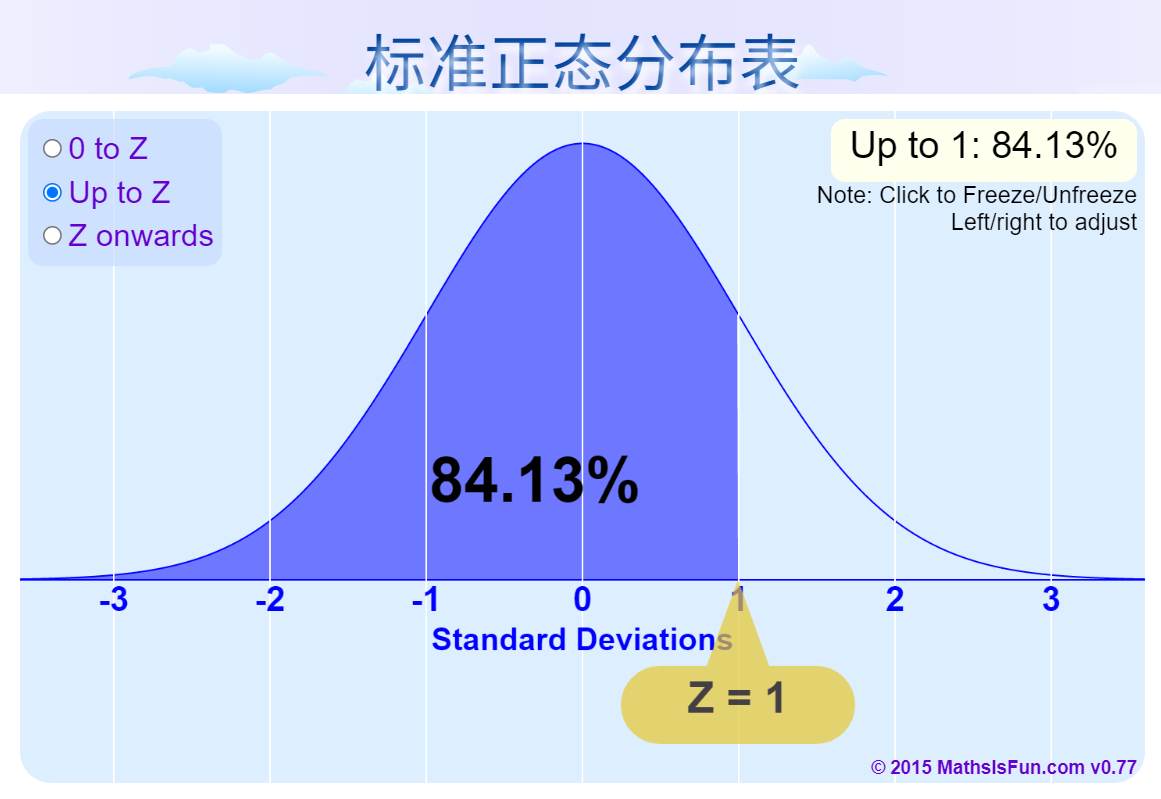 标准正态分布表
0 to Z
Up to Z
Z onwards
Up to 1: 84.13%
Note: Click to Freeze/Unfreeze
Left/right to adjust
84.13%
-3 -2 -1 0 1 2 3
Standard Deviations
Z = 1
© 2015 MathsIsFun.com v0.77